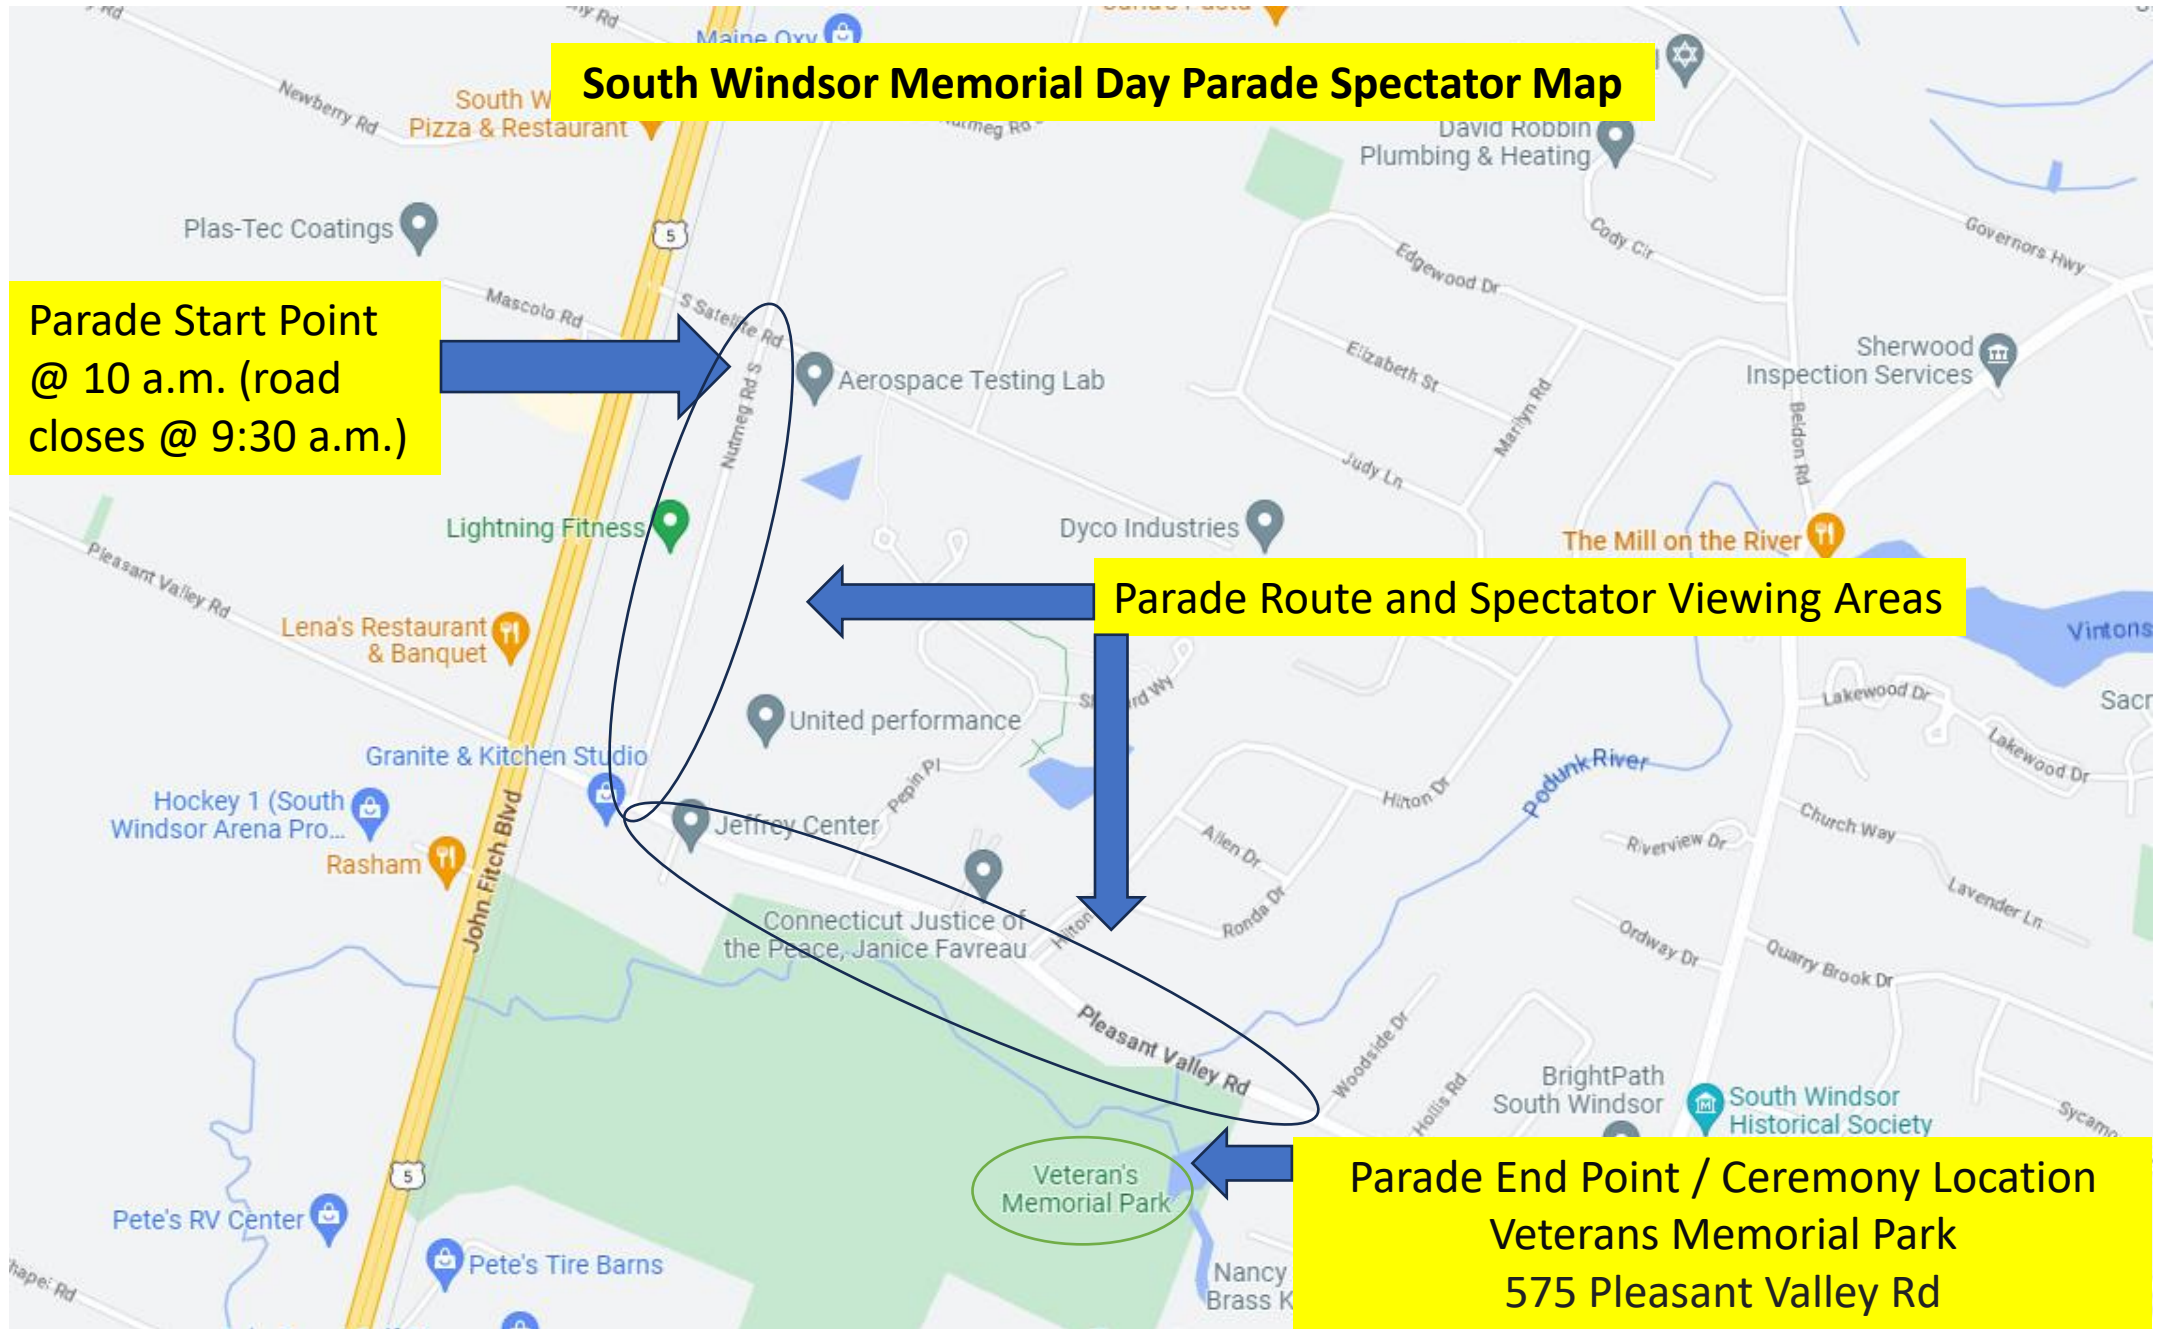 South Windsor Memorial Day Parade Spectator Map
Maine Oxy
Newberry Rd
South W
Pizza & Restaurant
Nutmeg Rd
David Robbin
Plumbing & Heating
Plas-Tec Coatings
5
Cody Cir
Governors Hwy
Edgewood Dr
Parade Start Point
@ 10 a.m. (road
closes @ 9:30 a.m.)
Mascolo Rd
S Satellite Rd
Elizabeth St
Sherwood
Inspection Services
Aerospace Testing Lab
Nutmeg Rd S
Marilyn Rd
Beldon Rd
Judy Ln
Lightning Fitness
Dyco Industries
The Mill on the River
Pleasant Valley Rd
Parade Route and Spectator Viewing Areas
Lena's Restaurant
& Banquet
Vintons
Lakewood Dr
Sacr
United performance
Lakewood Dr
Granite & Kitchen Studio
Podunk River
Pepin Pl
Hilton Dr
Hockey 1 (South
Windsor Arena Pro...
Jeffrey Center
Allen Dr
Church Way
Riverview Dr
Rasham
John Fitch Blvd
Ronda Dr
Lavender Ln
Connecticut Justice of
the Peace, Janice Favreau
Hilton
Ordway Dr
Quarry Brook Dr
Pleasant Valley Rd
Woodside Dr
Hollis Rd
BrightPath
South Windsor
South Windsor
Historical Society
Sycamo
5
Veteran's
Memorial Park
Parade End Point / Ceremony Location
Veterans Memorial Park
575 Pleasant Valley Rd
Pete's RV Center
Pete's Tire Barns
Nancy
Brass K
hapel Rd